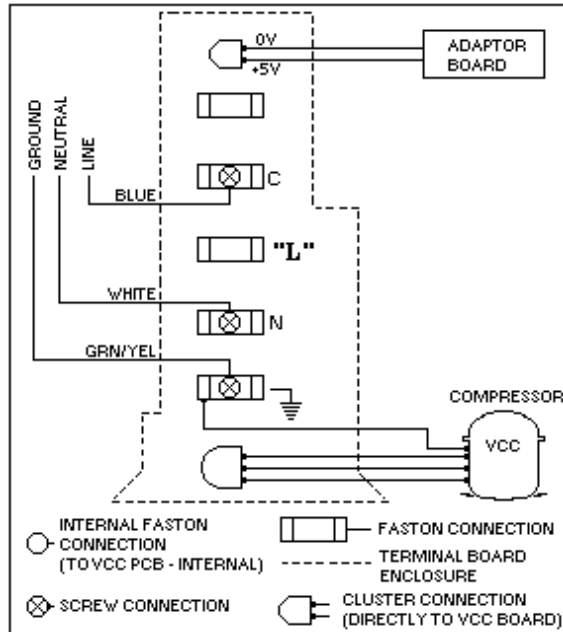 0V
+5V
ADAPTOR
BOARD
GROUND
NEUTRAL
LINE
BLUE
C
"L"
WHITE
N
GRN/YEL
COMPRESSOR
VCC
INTERNAL FASTON
CONNECTION
(TO VCC PCB - INTERNAL)
FASTON CONNECTION
TERMINAL BOARD
ENCLOSURE
SCREW CONNECTION
CLUSTER CONNECTION
(DIRECTLY TO VCC BOARD)